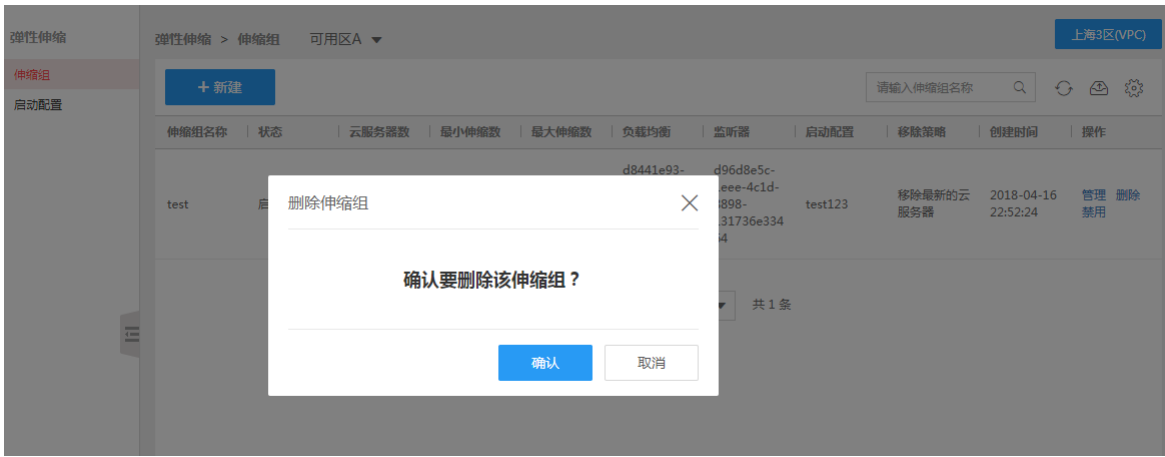 弹性伸缩
伸缩组
启动配置
弹性伸缩 > 伸缩组 可用区A
上海3区(VPC)
+ 新建
请输入伸缩组名称
伸缩组名称 状态 云服务器数 最小伸缩数 最大伸缩数 负载均衡 监听器 启动配置 移除策略 创建时间 操作
test
d8441e93-
d96d8e5c-
eee-4c1d-
898-
31736e334
test123
移除最新的云
服务器
2018-04-16
22:52:24
管理 删除
禁用
删除伸缩组
确认要删除该伸缩组？
确认 取消
共 1 条